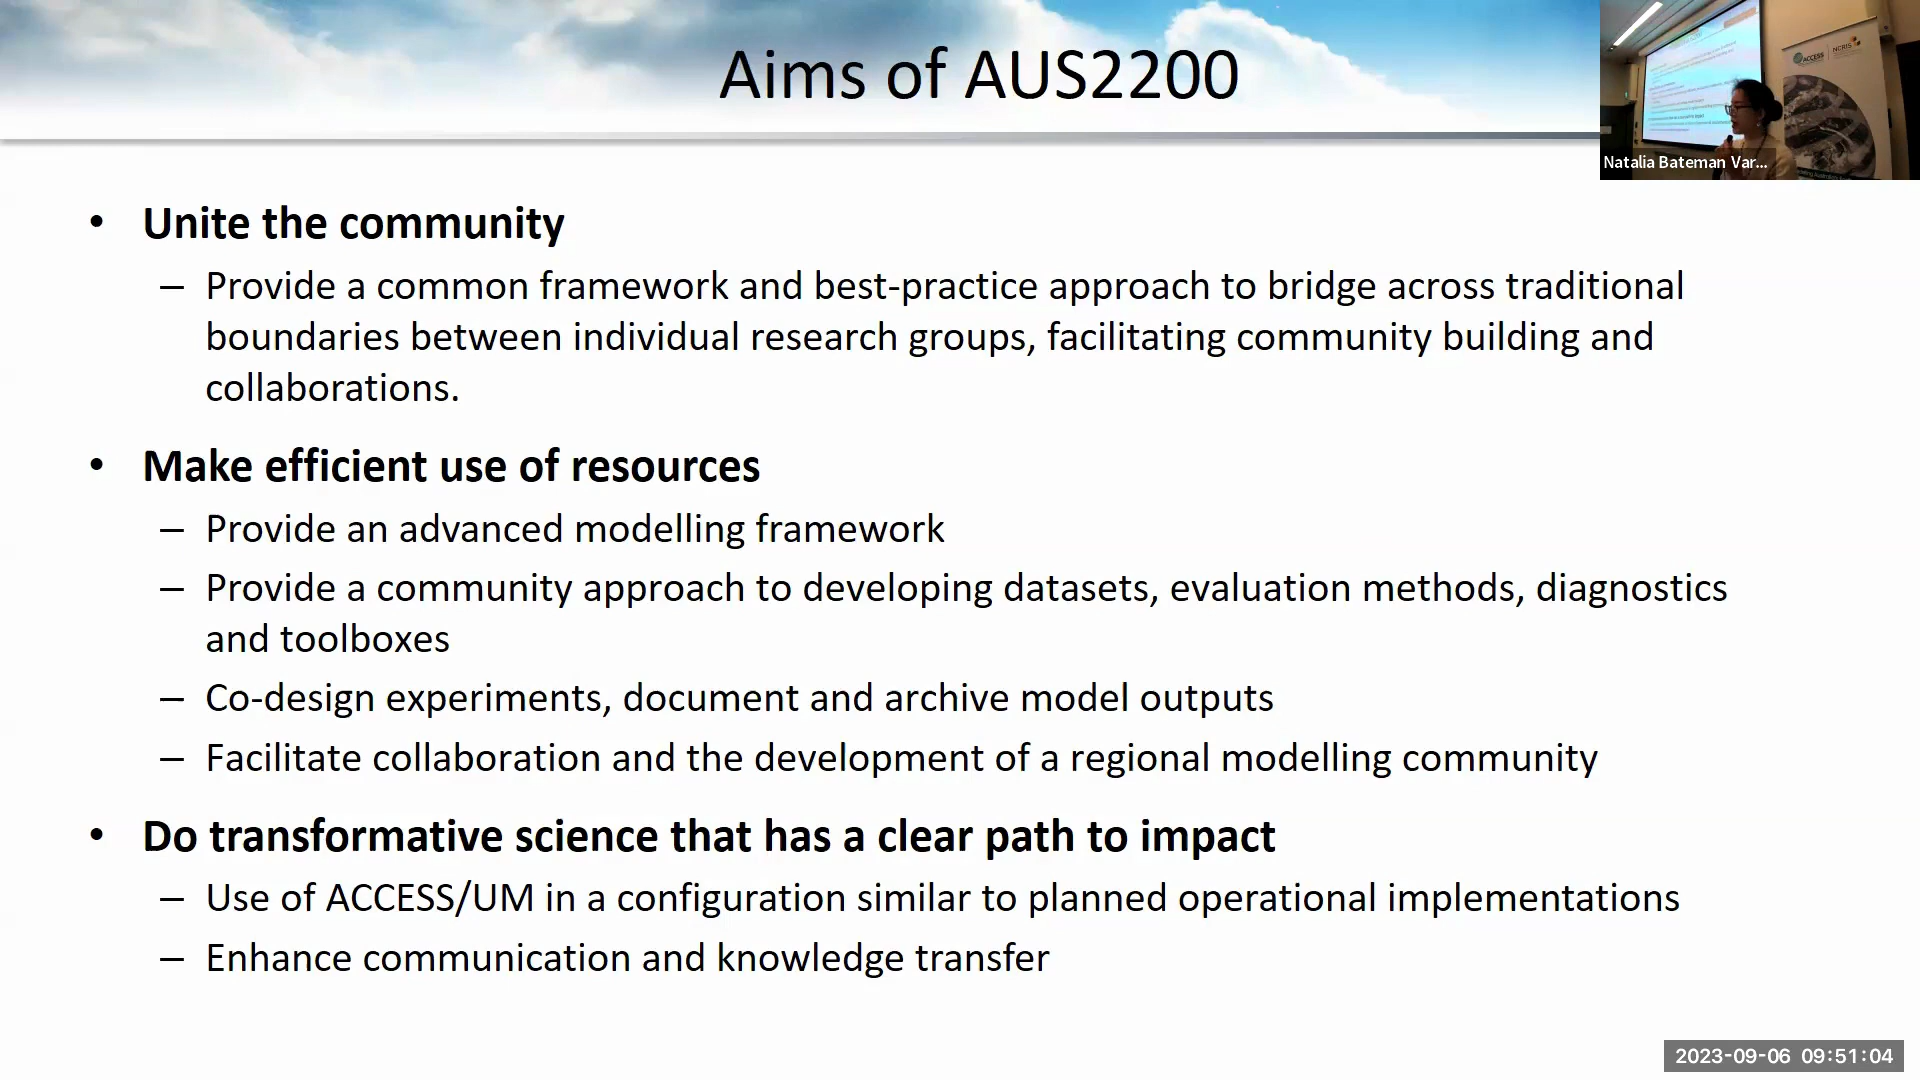 Aims of AUS2200
ACCESS
NCRIS
Natalia Bateman Var...
• Unite the community
– Provide a common framework and best-practice approach to bridge across traditional
boundaries between individual research groups, facilitating community building and
collaborations.
• Make efficient use of resources
– Provide an advanced modelling framework
– Provide a community approach to developing datasets, evaluation methods, diagnostics
and toolboxes
– Co-design experiments, document and archive model outputs
– Facilitate collaboration and the development of a regional modelling community
• Do transformative science that has a clear path to impact
– Use of ACCESS/UM in a configuration similar to planned operational implementations
– Enhance communication and knowledge transfer
2023-09-06 09:51:04